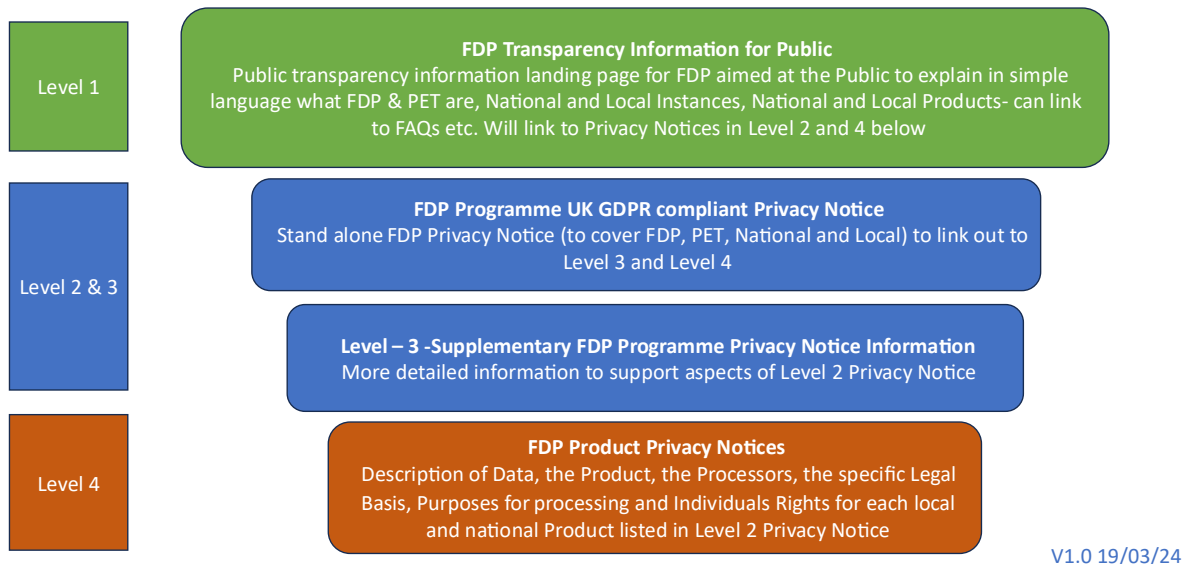 Level 1
FDP Transparency Information for Public
Public transparency information landing page for FDP aimed at the Public to explain in simple
language what FDP & PET are, National and Local Instances, National and Local Products- can link
to FAQs etc. Will link to Privacy Notices in Level 2 and 4 below
Level 2 & 3
FDP Programme UK GDPR compliant Privacy Notice
Stand alone FDP Privacy Notice (to cover FDP, PET, National and Local) to link out to
Level 3 and Level 4
Level – 3 -Supplementary FDP Programme Privacy Notice Information
More detailed information to support aspects of Level 2 Privacy Notice
Level 4
FDP Product Privacy Notices
Description of Data, the Product, the Processors, the specific Legal
Basis, Purposes for processing and Individuals Rights for each local
and national Product listed in Level 2 Privacy Notice
V1.0 19/03/24